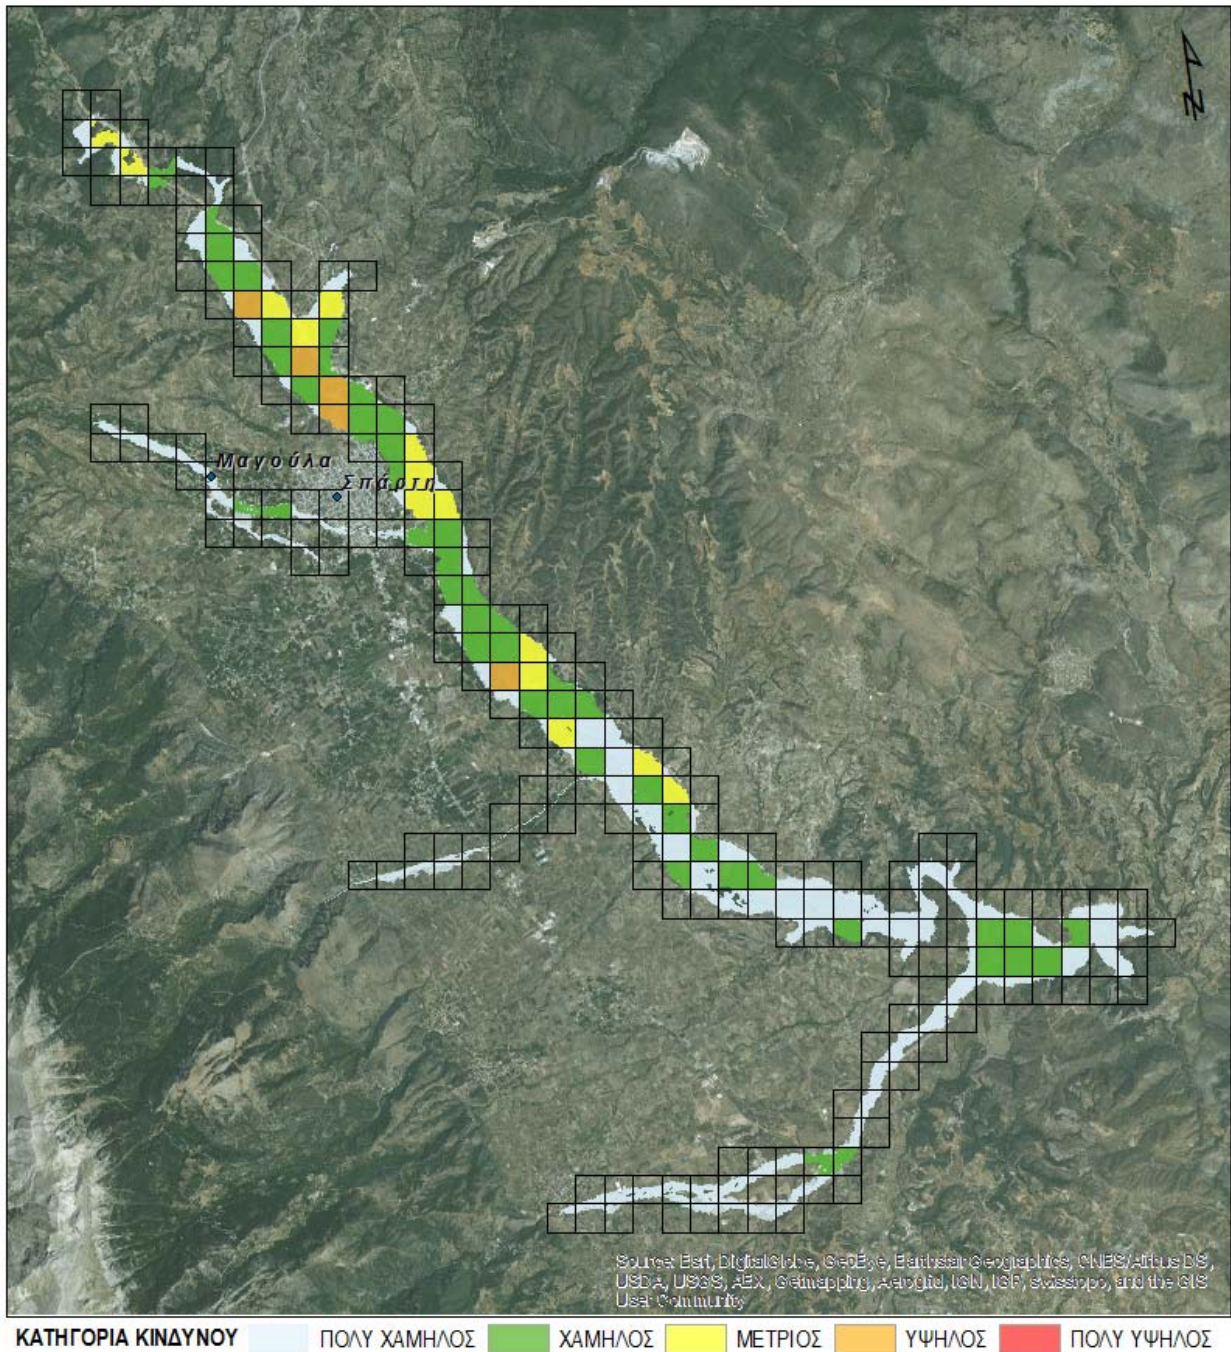 N
Μαγούλα
Σπάρτη
Source: Esri, DigitalGlobe, GeoEye, Earthstar Geographics, CNES/Airbus DS,
USDA, USGS, AEX, Getmapping, Aerogrid, IGN, IGP, swisstopo, and the GIS
User Community
ΚΑΤΗΓΟΡΙΑ ΚΙΝΔΥΝΟΥ ΠΟΛΥ ΧΑΜΗΛΟΣ ΧΑΜΗΛΟΣ ΜΕΤΡΙΟΣ ΥΨΗΛΟΣ ΠΟΛΥ ΥΨΗΛΟΣ